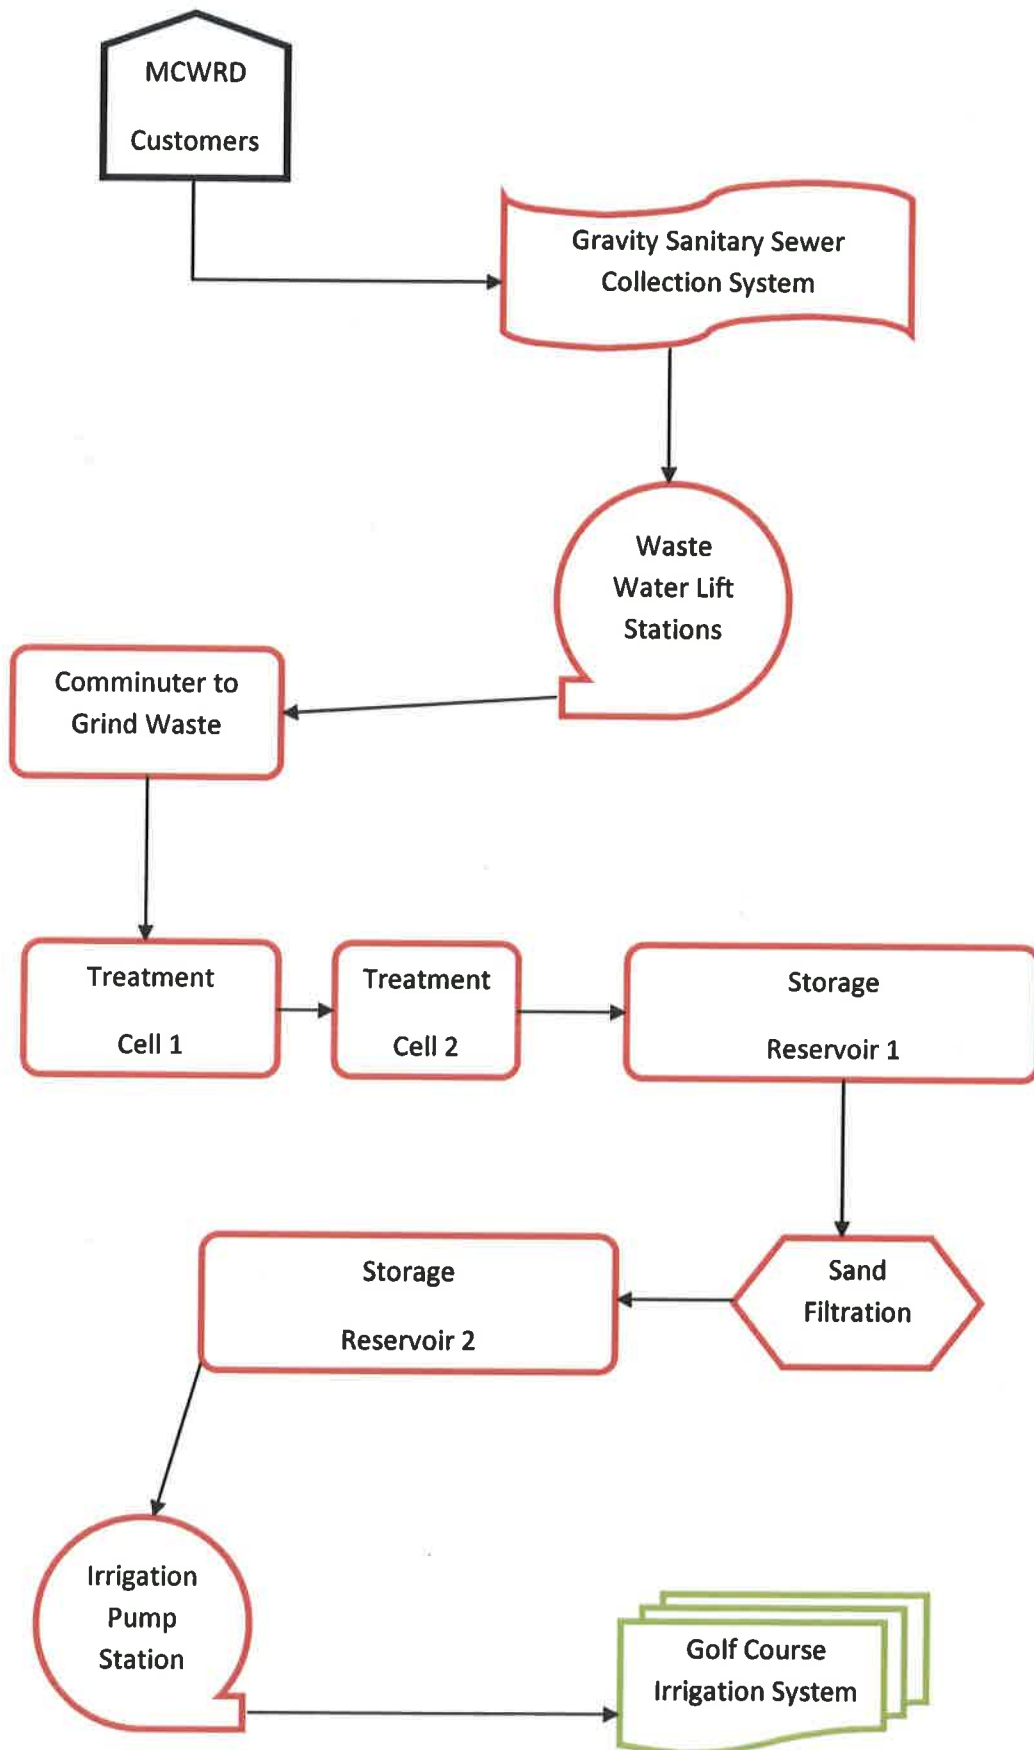 MCWRD
Customers
Gravity Sanitary Sewer
Collection System
Waste
Water Lift
Stations
Comminuter to
Grind Waste
Treatment
Cell 1
Treatment
Cell 2
Storage
Reservoir 1
Sand
Filtration
Storage
Reservoir 2
Irrigation
Pump
Station
Golf Course
Irrigation System